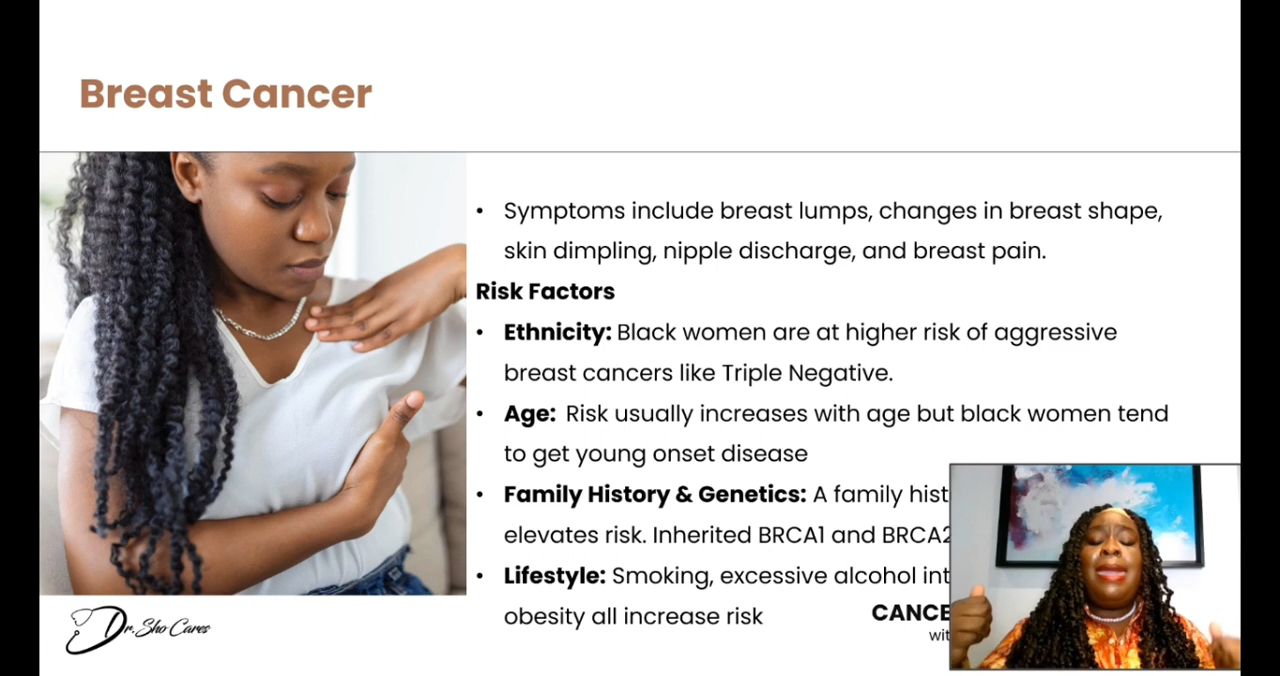 Breast Cancer
• Symptoms include breast lumps, changes in breast shape,
skin dimpling, nipple discharge, and breast pain.
Risk Factors
• Ethnicity: Black women are at higher risk of aggressive
breast cancers like Triple Negative.
• Age: Risk usually increases with age but black women tend
to get young onset disease
• Family History & Genetics: A family hist
elevates risk. Inherited BRCA1 and BRCA2
• Lifestyle: Smoking, excessive alcohol int
obesity all increase risk
CANCE
wit
Dr. Sho Cares